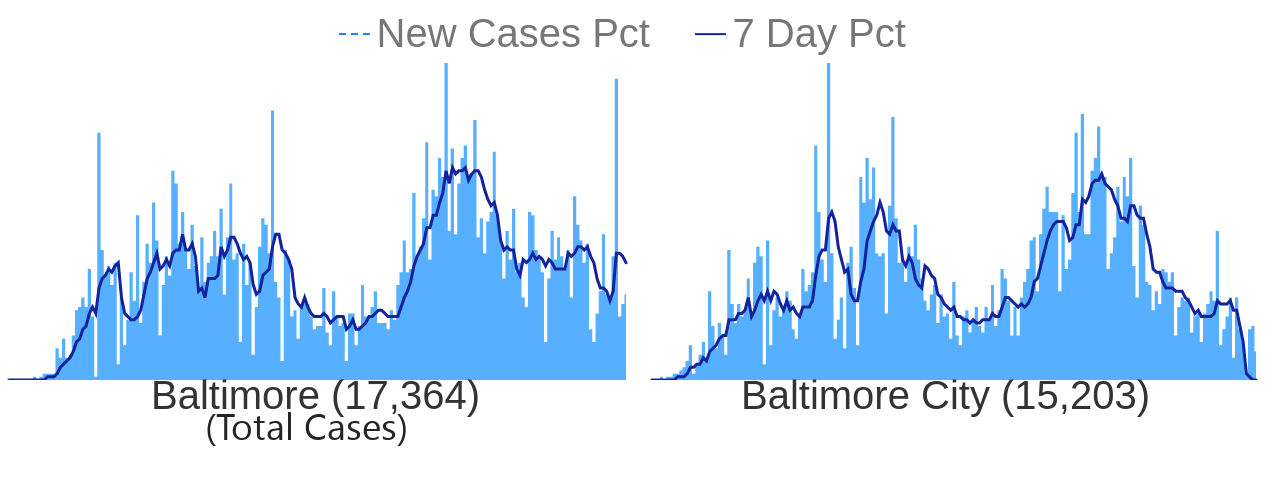 New Cases Pct 7 Day Pct
Baltimore (17,364)
(Total Cases)
Baltimore City (15,203)